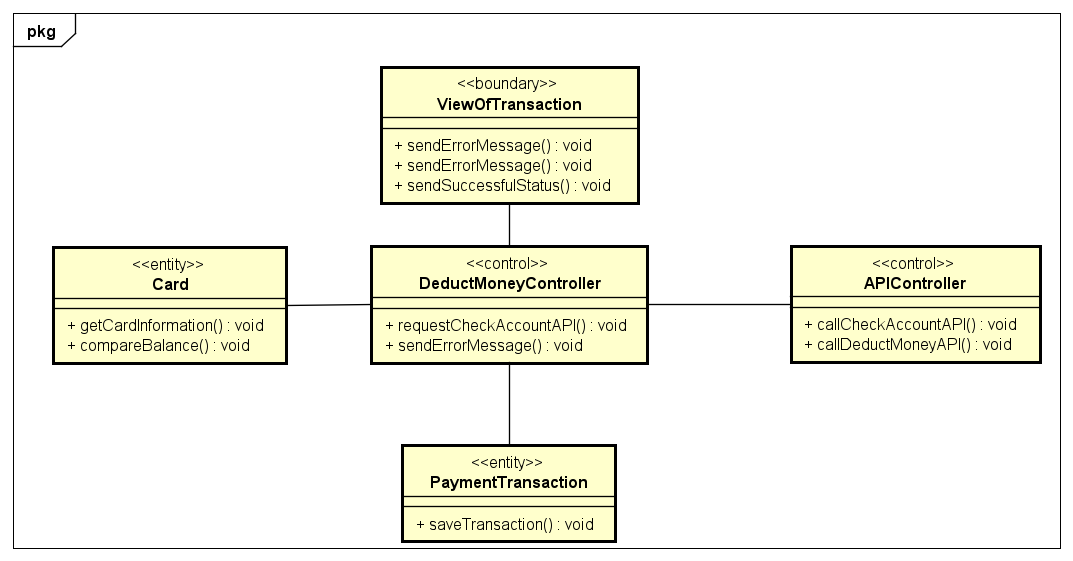 pkg
<<boundary>>
ViewOfTransaction
+ sendErrorMessage() : void
+ sendErrorMessage() : void
+ sendSuccessfulStatus() : void
<<entity>>
Card
+ getCardInformation() : void
+ compareBalance() : void
<<control>>
DeductMoneyController
+ requestCheckAccountAPI() : void
+ sendErrorMessage() : void
<<control>>
APIController
+ callCheckAccountAPI() : void
+ callDeductMoneyAPI() : void
<<entity>>
PaymentTransaction
+ saveTransaction() : void